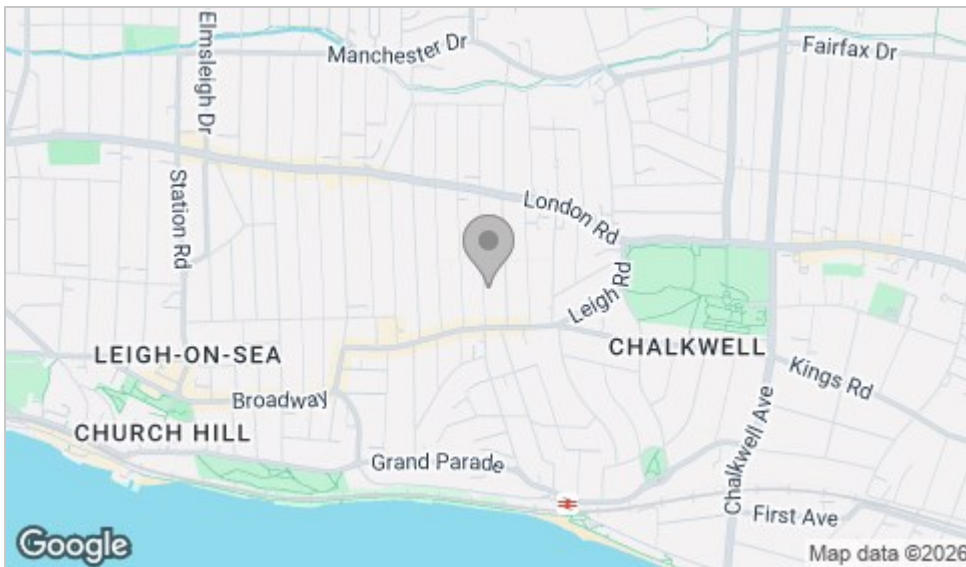 Elmsleigh Dr
Manchester Dr
Fairfax Dr
Station Rd
London Rd
Leigh Rd
LEIGH-ON-SEA
CHALKWELL
Broadway
Kings Rd
CHURCH HILL
Chalkwell Ave
Grand Parade
First Ave
Google
Map data ©2026